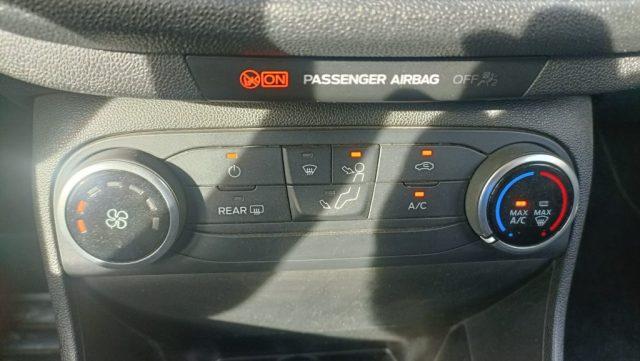 ON PASSENGER AIRBAG OFF
REAR
A/C
MAX
A/C
MAX